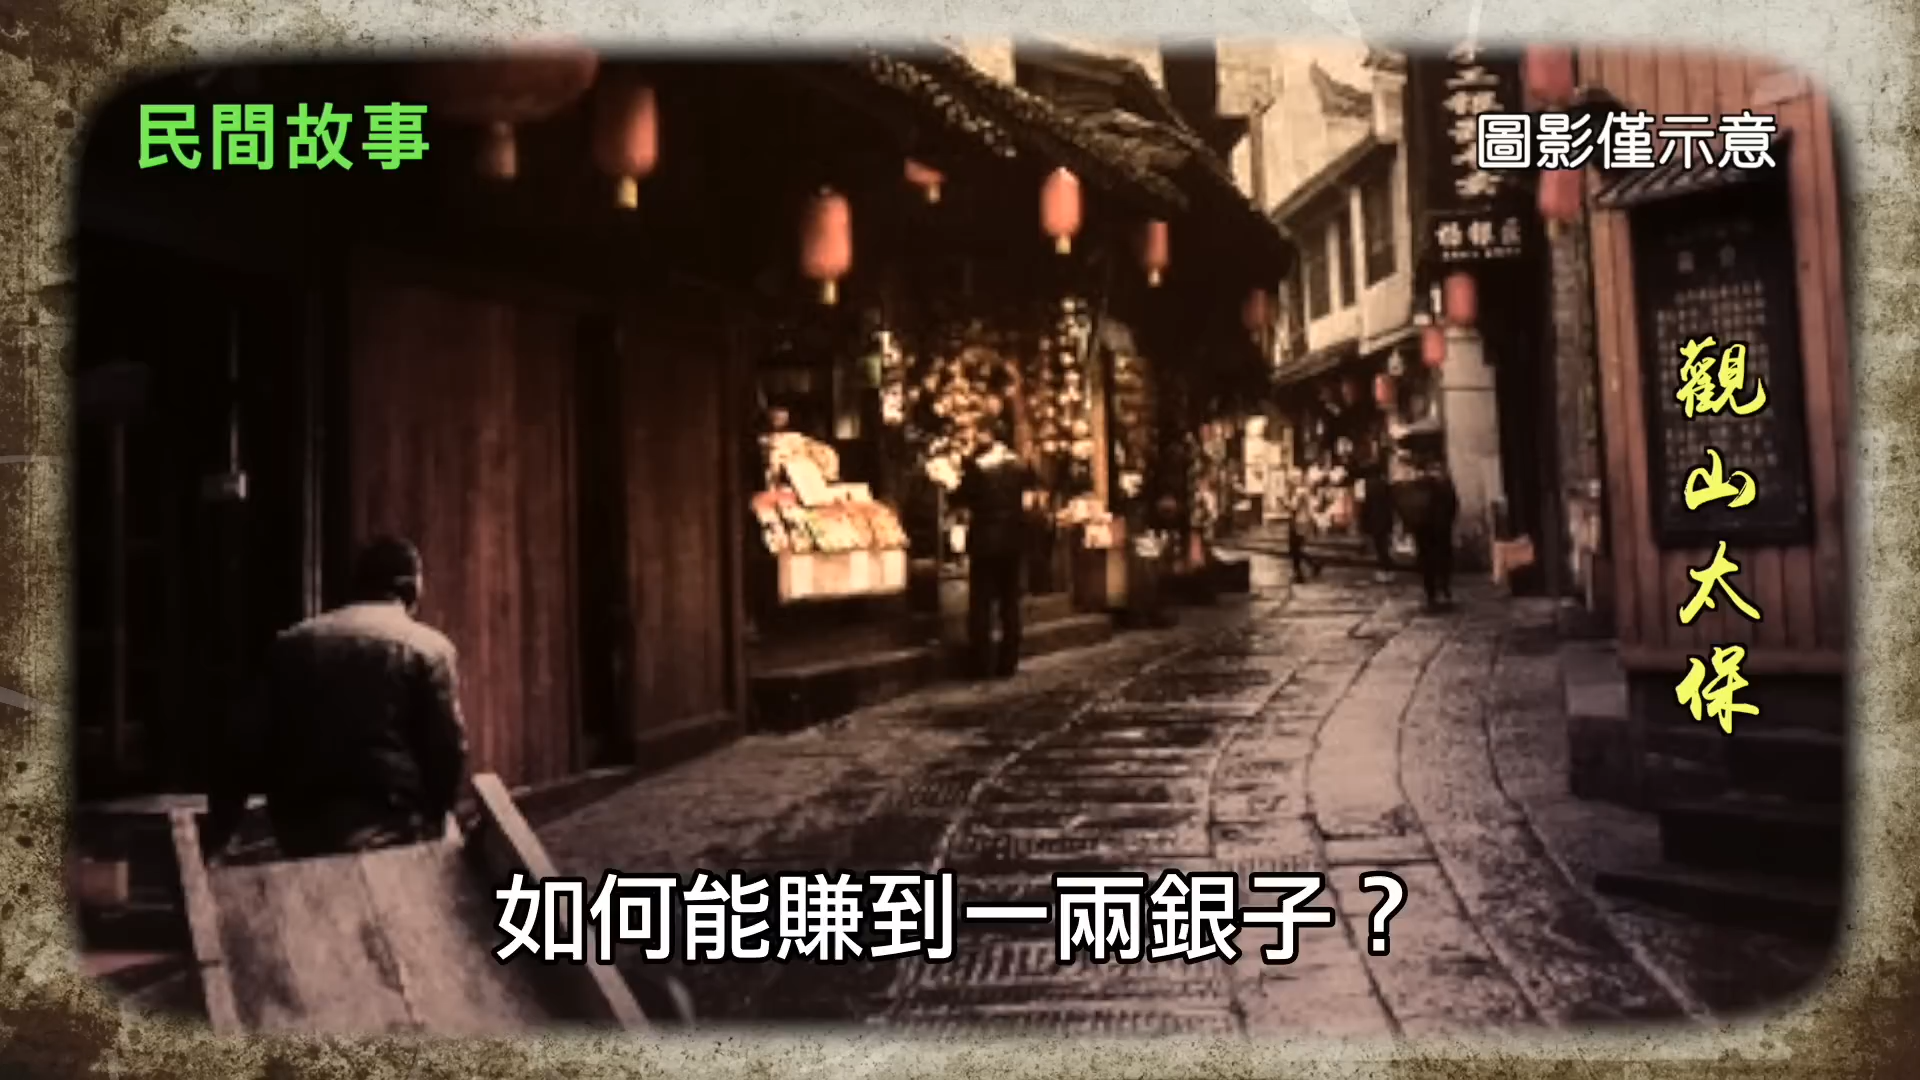 民間故事
圖影僅示意
觀山太保
如何能賺到一兩銀子？